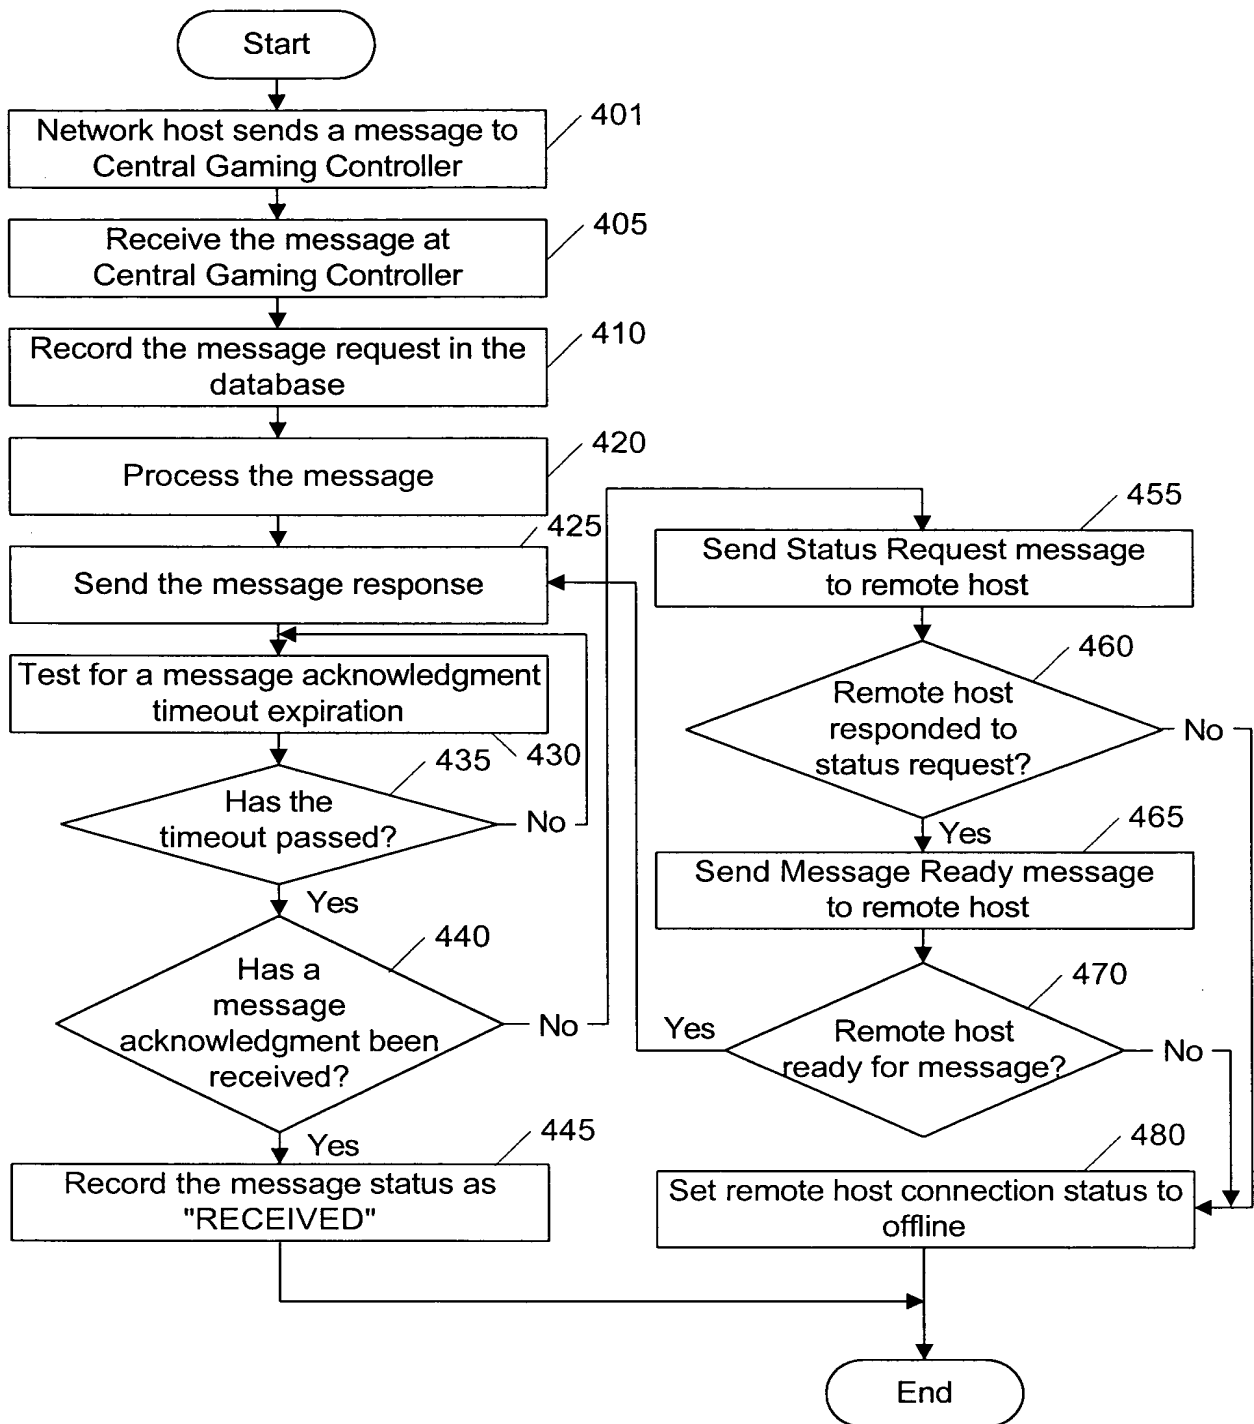 Start
401
Network host sends a message to
Central Gaming Controller
405
Receive the message at
Central Gaming Controller
410
Record the message request in the
database
420
Process the message
425
Send the message response
Test for a message acknowledgment
timeout expiration
430
435
Has the
timeout passed?
No
Yes
440
Has a
message
acknowledgment been
received?
No
Yes
445
Record the message status as
"RECEIVED"
455
Send Status Request message
to remote host
460
Remote host
responded to
status request?
No
Yes
465
Send Message Ready message
to remote host
470
Remote host
ready for message?
Yes
No
480
Set remote host connection status to
offline
End